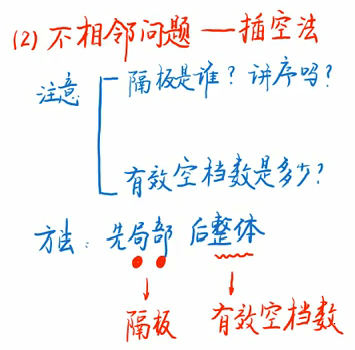 (2) 不相邻问题 — 插空法
注意
隔板是谁？讲序吗？
有效空档数是多少？
方法：先局部 后整体
隔板 有效空档数